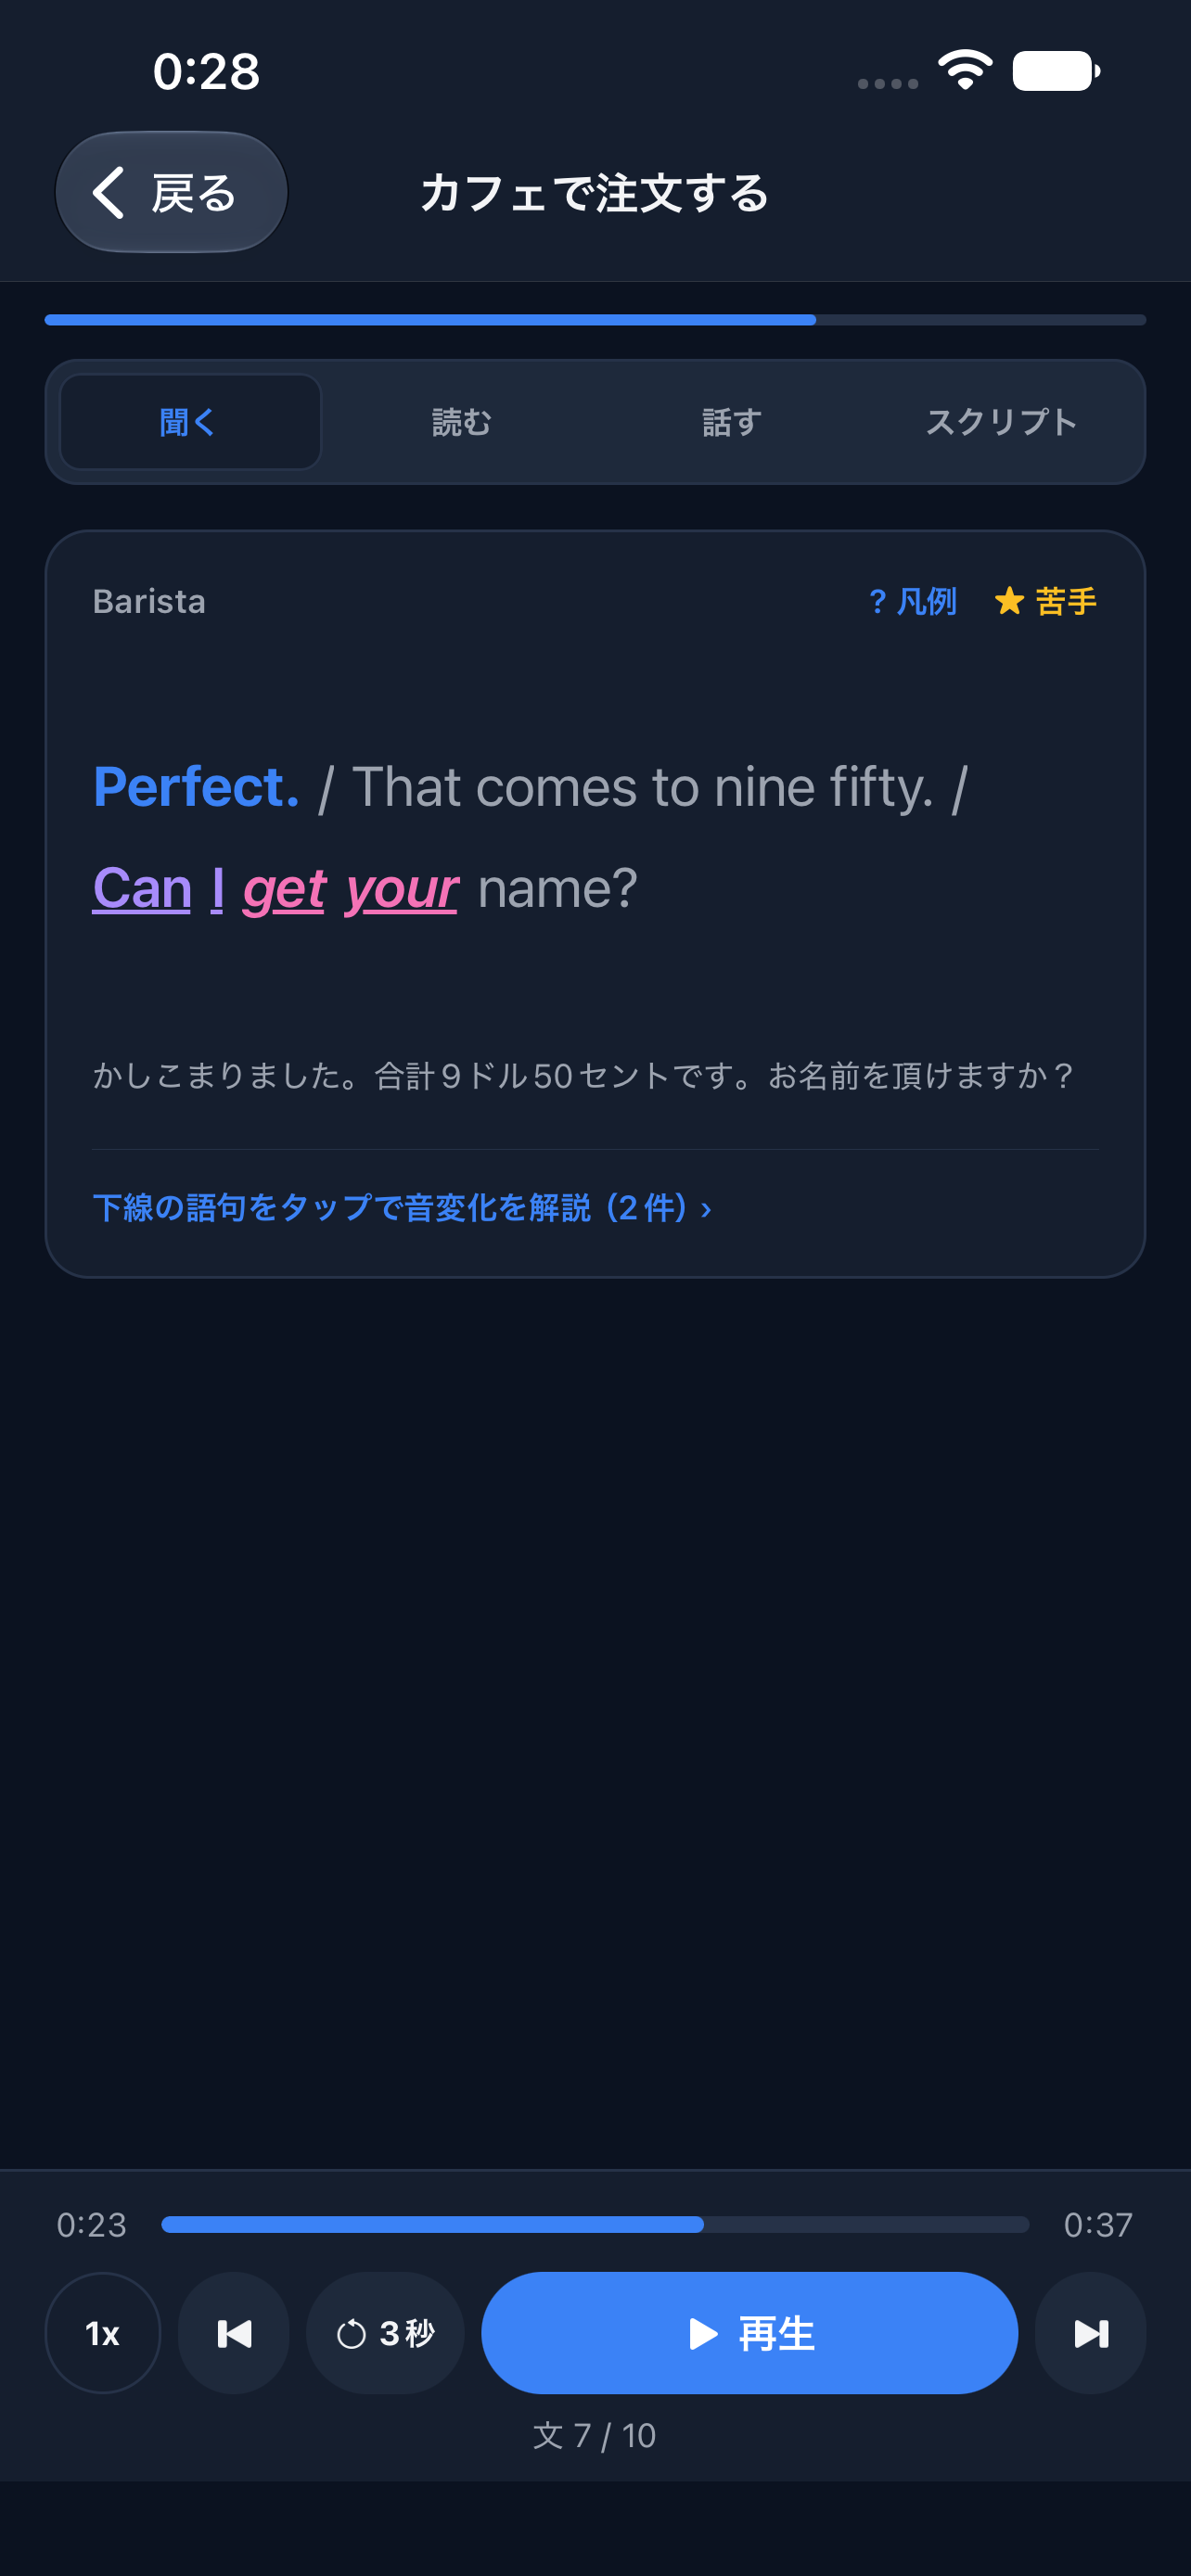 0:28
戻る
カフェで注文する
聞く 読む 話す スクリプト
Barista ? 凡例 ★ 苦手
Perfect. / That comes to nine fifty. /
Can I get your name?
かしこまりました。合計9ドル50セントです。お名前を頂けますか？
下線の語句をタップで音変化を解説（2件）›
0:23 0:37
1x 3秒 再生
文 7 / 10